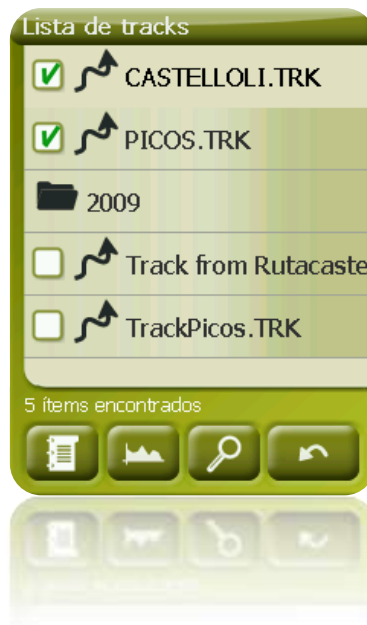 Lista de tracks
CASTELLOLI.TRK
PICOS.TRK
2009
Track from Rutacaste
TrackPicos.TRK
5 ítems encontrados